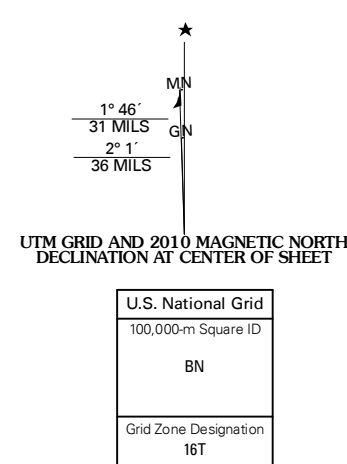 ★
MN
1° 46´
31 MILS
GN
2° 1´
36 MILS
UTM GRID AND 2010 MAGNETIC NORTH
DECLINATION AT CENTER OF SHEET
U.S. National Grid
100,000-m Square ID
BN
Grid Zone Designation
16T